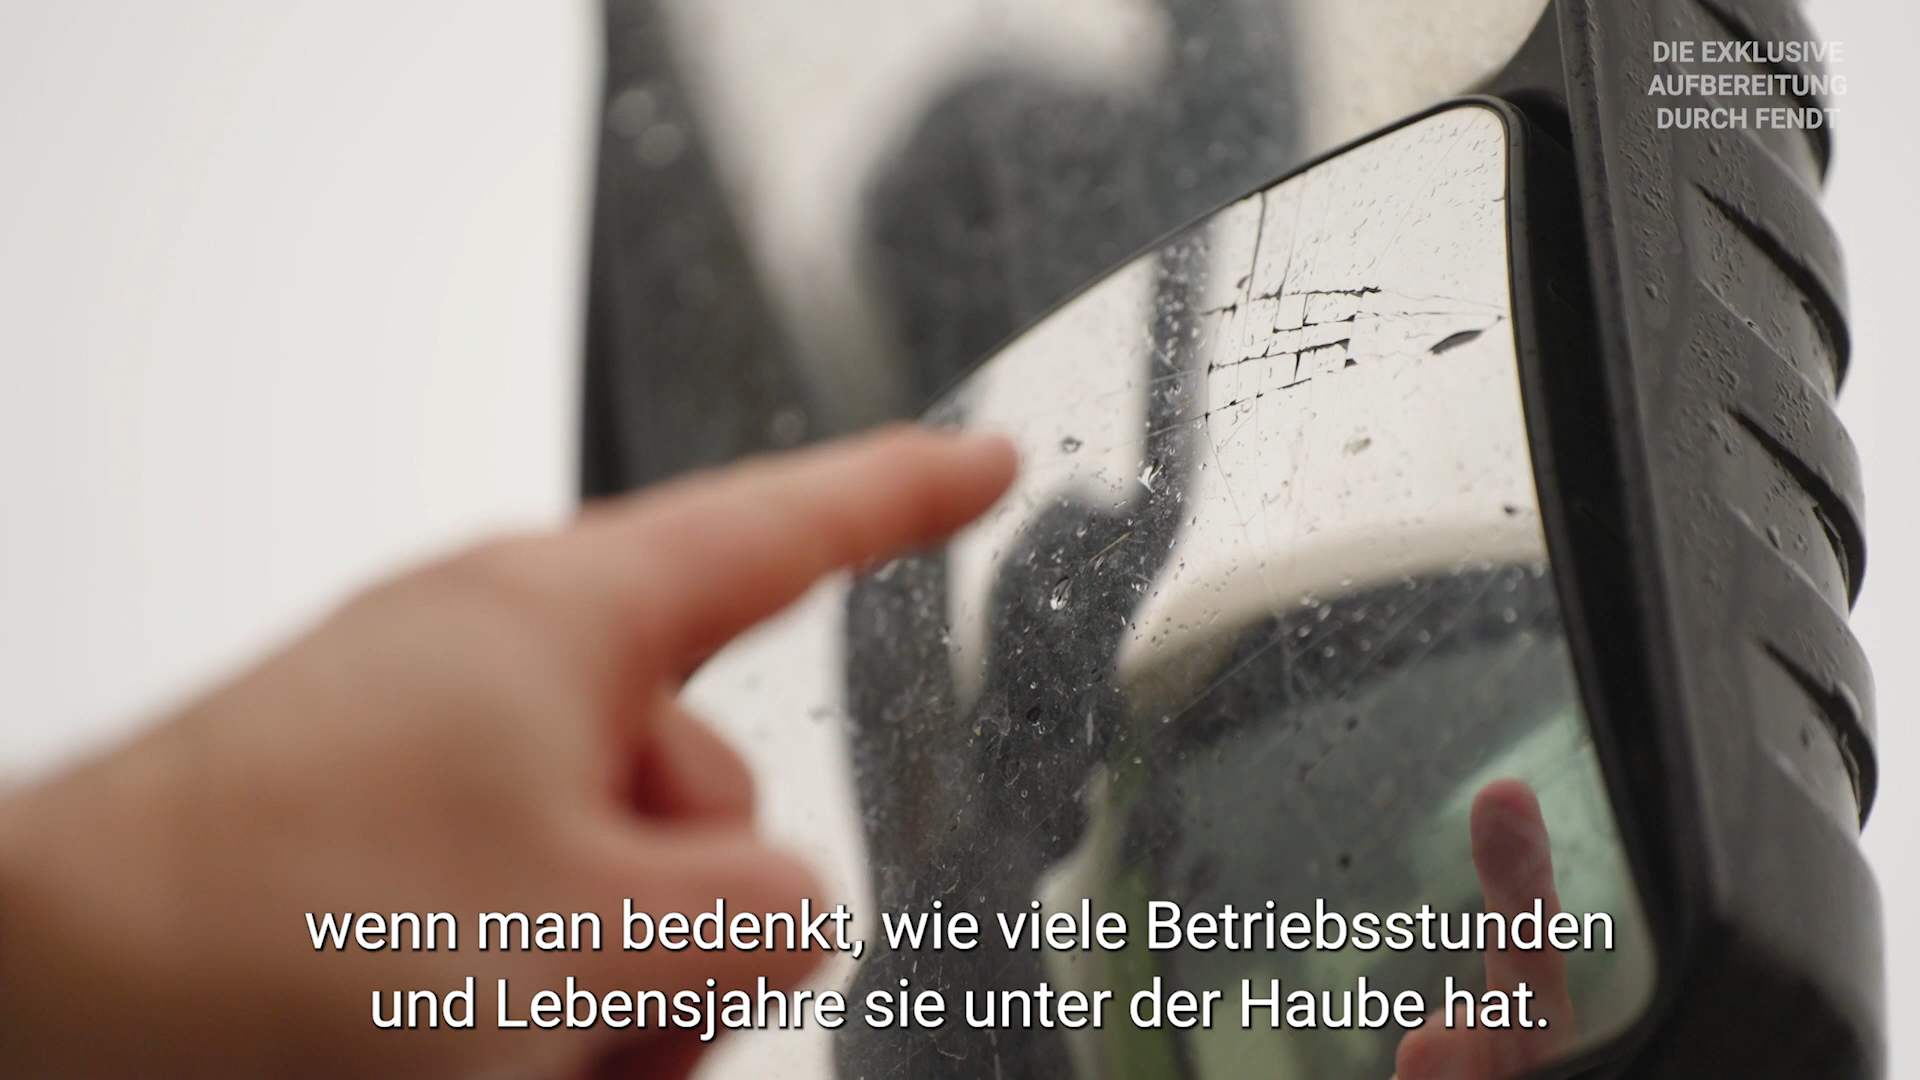 DIE EXKLUSIVE
AUFBEREITUNG
DURCH FENDT
wenn man bedenkt, wie viele Betriebsstunden
und Lebensjahre sie unter der Haube hat.